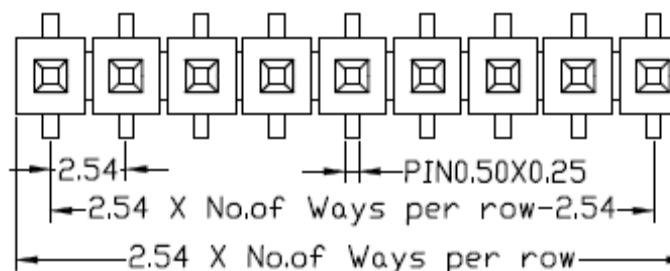 2.54 PIN0.50X0.25
2.54 X No.of Ways per row-2.54
2.54 X No.of Ways per row